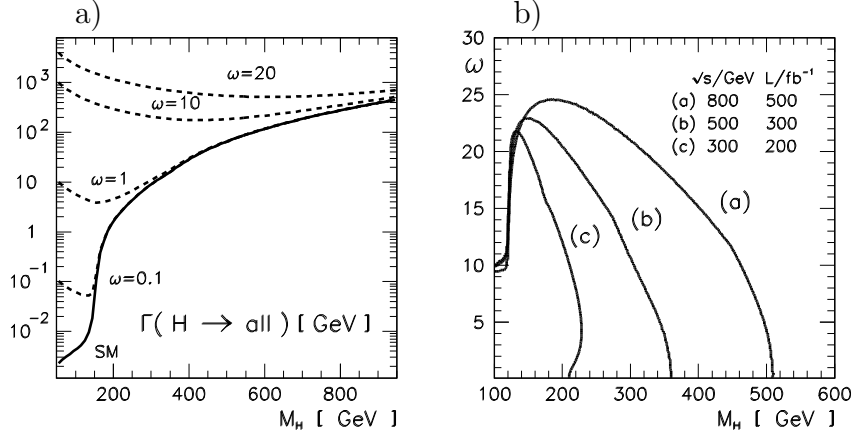 a)
10³
10²
10
1
10⁻¹
10⁻²
ω=20
ω=10
ω=1
ω=0.1
SM
Γ( H → all ) [ GeV ]
200 400 600 800
M_H [ GeV ]
b)
30
25
20
15
10
5
ω
√s/GeV L/fb⁻¹
(a) 800 500
(b) 500 300
(c) 300 200
(a)
(b)
(c)
100 200 300 400 500 600
M_H [ GeV ]